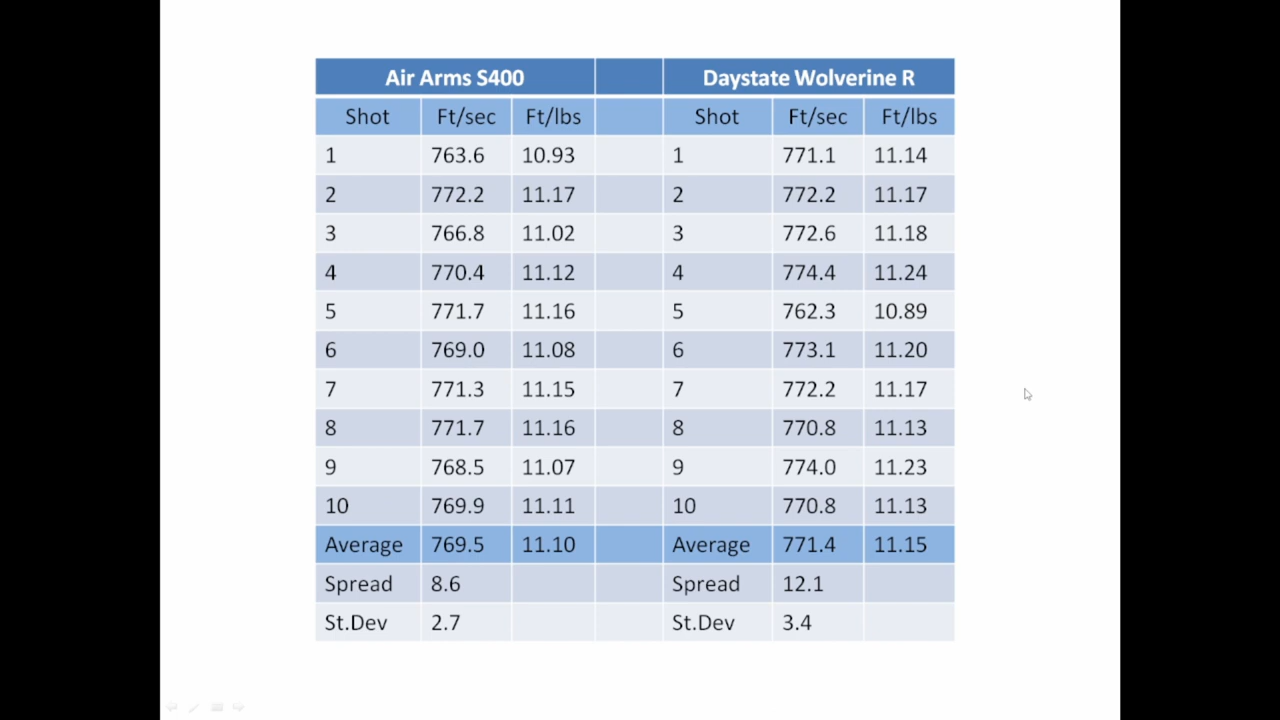 Air Arms S400 Daystate Wolverine R
Shot Ft/sec Ft/lbs Shot Ft/sec Ft/lbs
1 763.6 10.93 1 771.1 11.14
2 772.2 11.17 2 772.2 11.17
3 766.8 11.02 3 772.6 11.18
4 770.4 11.12 4 774.4 11.24
5 771.7 11.16 5 762.3 10.89
6 769.0 11.08 6 773.1 11.20
7 771.3 11.15 7 772.2 11.17
8 771.7 11.16 8 770.8 11.13
9 768.5 11.07 9 774.0 11.23
10 769.9 11.11 10 770.8 11.13
Average 769.5 11.10 Average 771.4 11.15
Spread 8.6 Spread 12.1
St.Dev 2.7 St.Dev 3.4